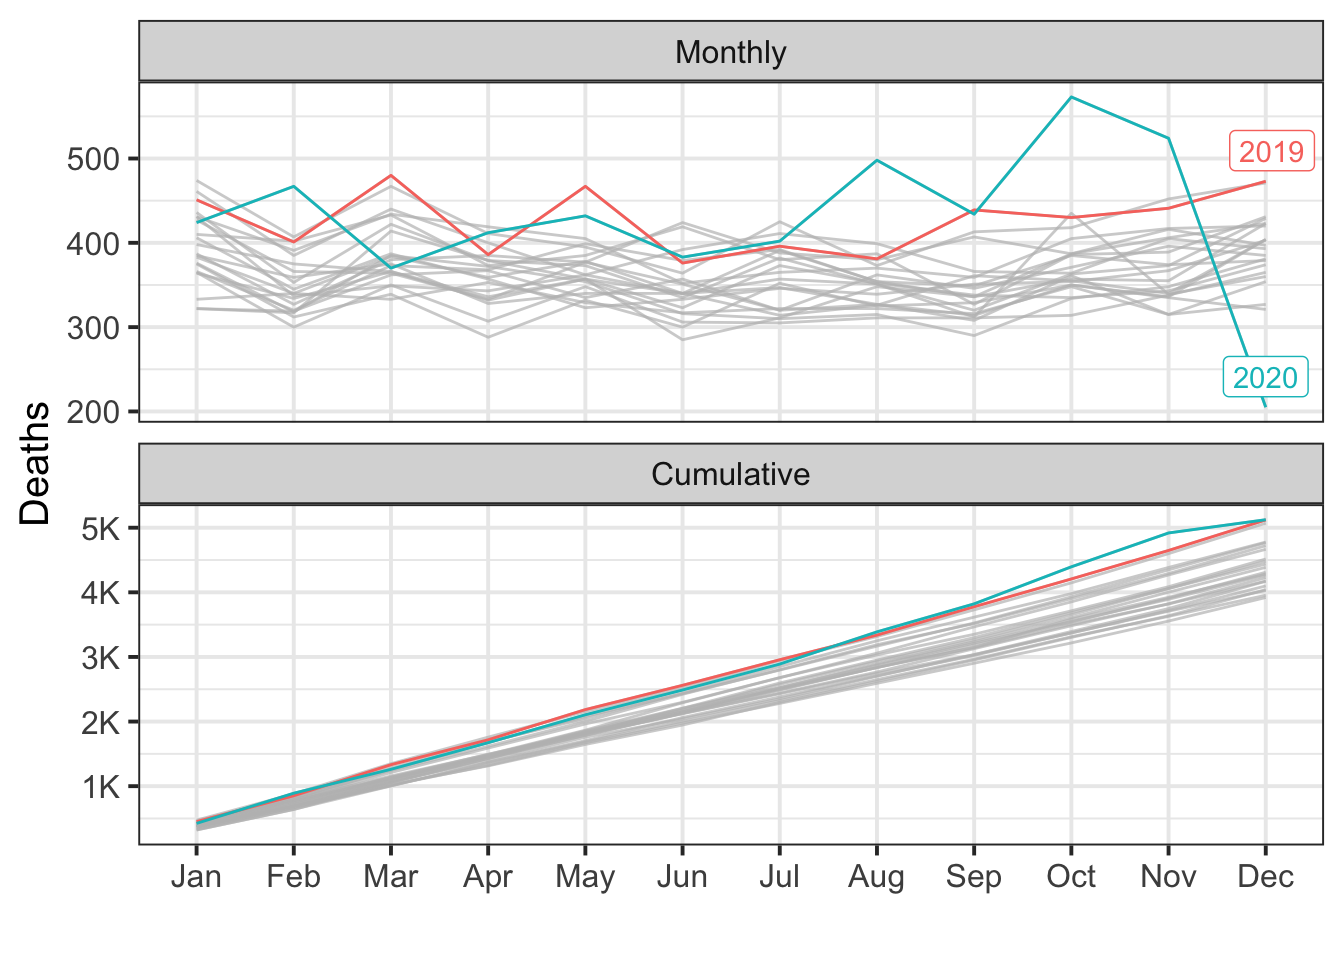 Monthly
500
400
300
200
2019
2020
Deaths
Cumulative
5K
4K
3K
2K
1K
Jan Feb Mar Apr May Jun Jul Aug Sep Oct Nov Dec